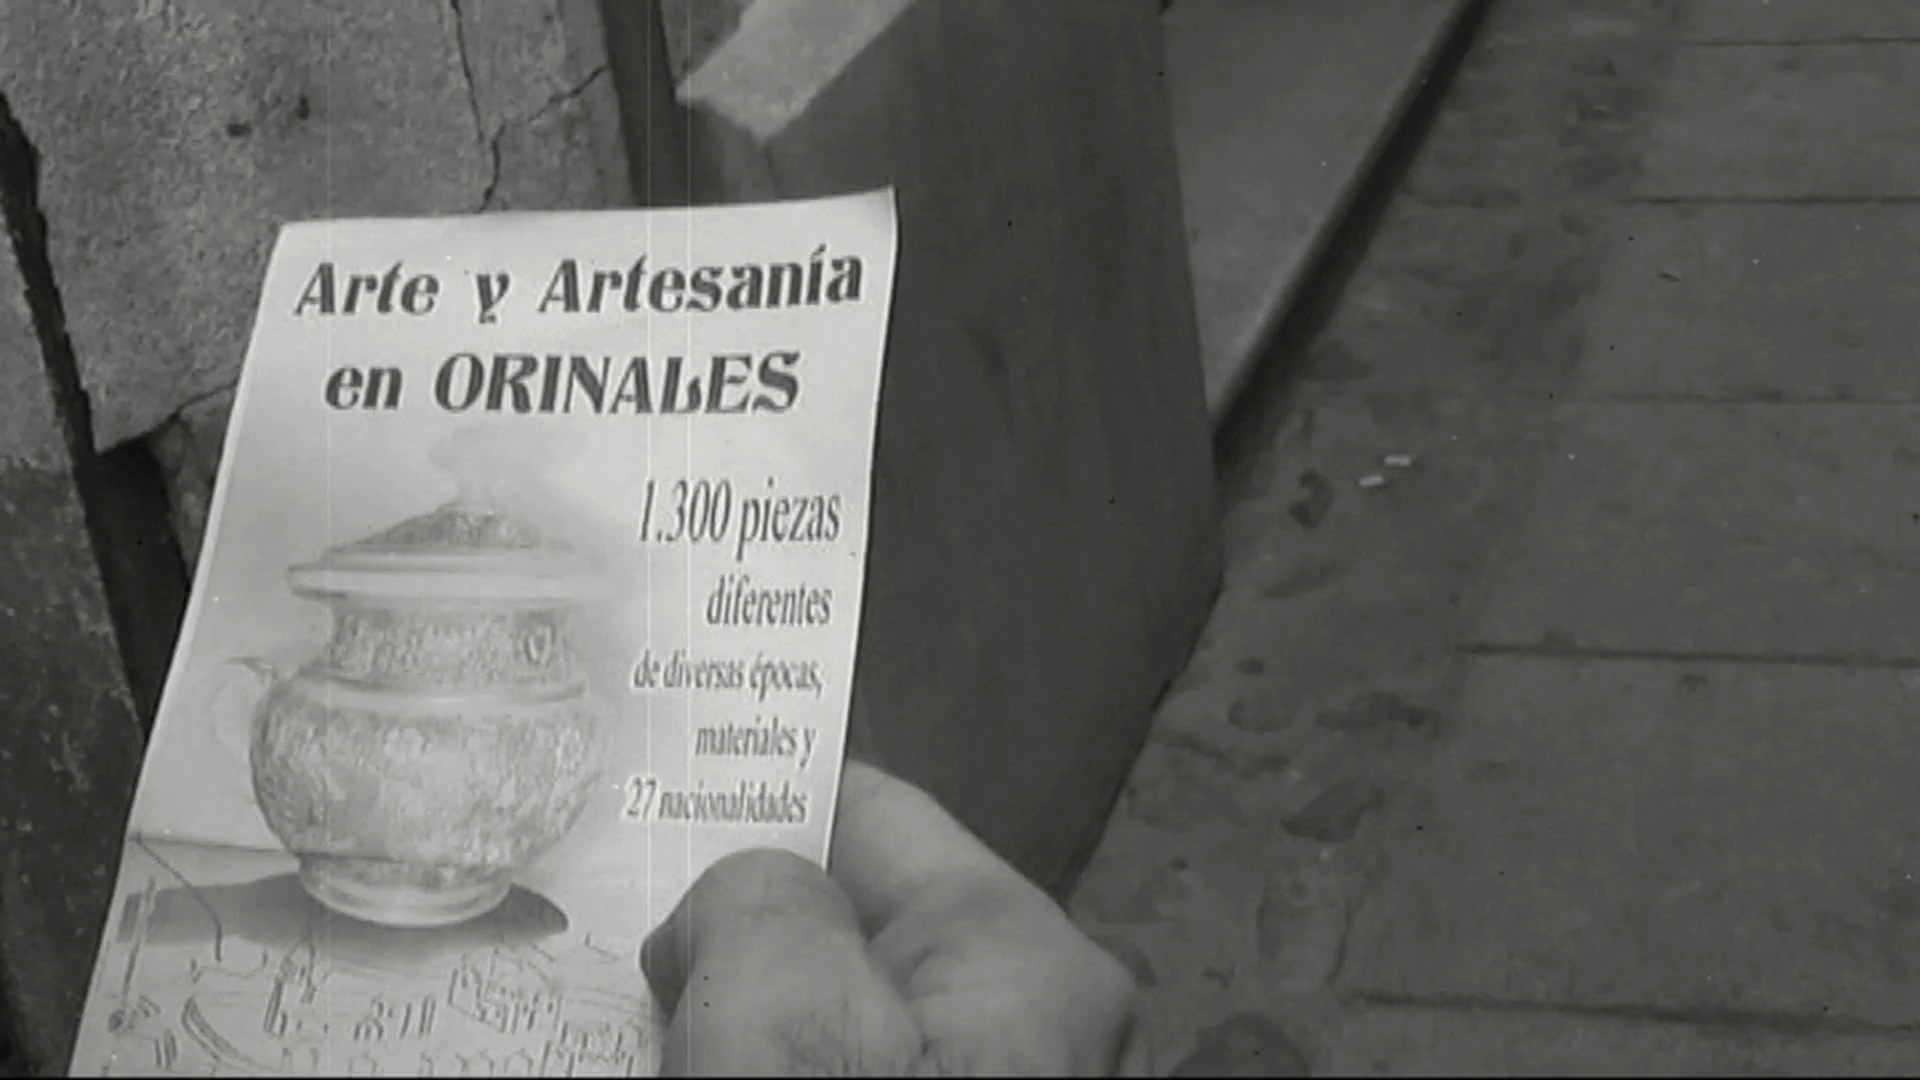 Arte y Artesanía
en ORINALES
1.300 piezas
diferentes
de diversas épocas,
materiales y
27 nacionalidades